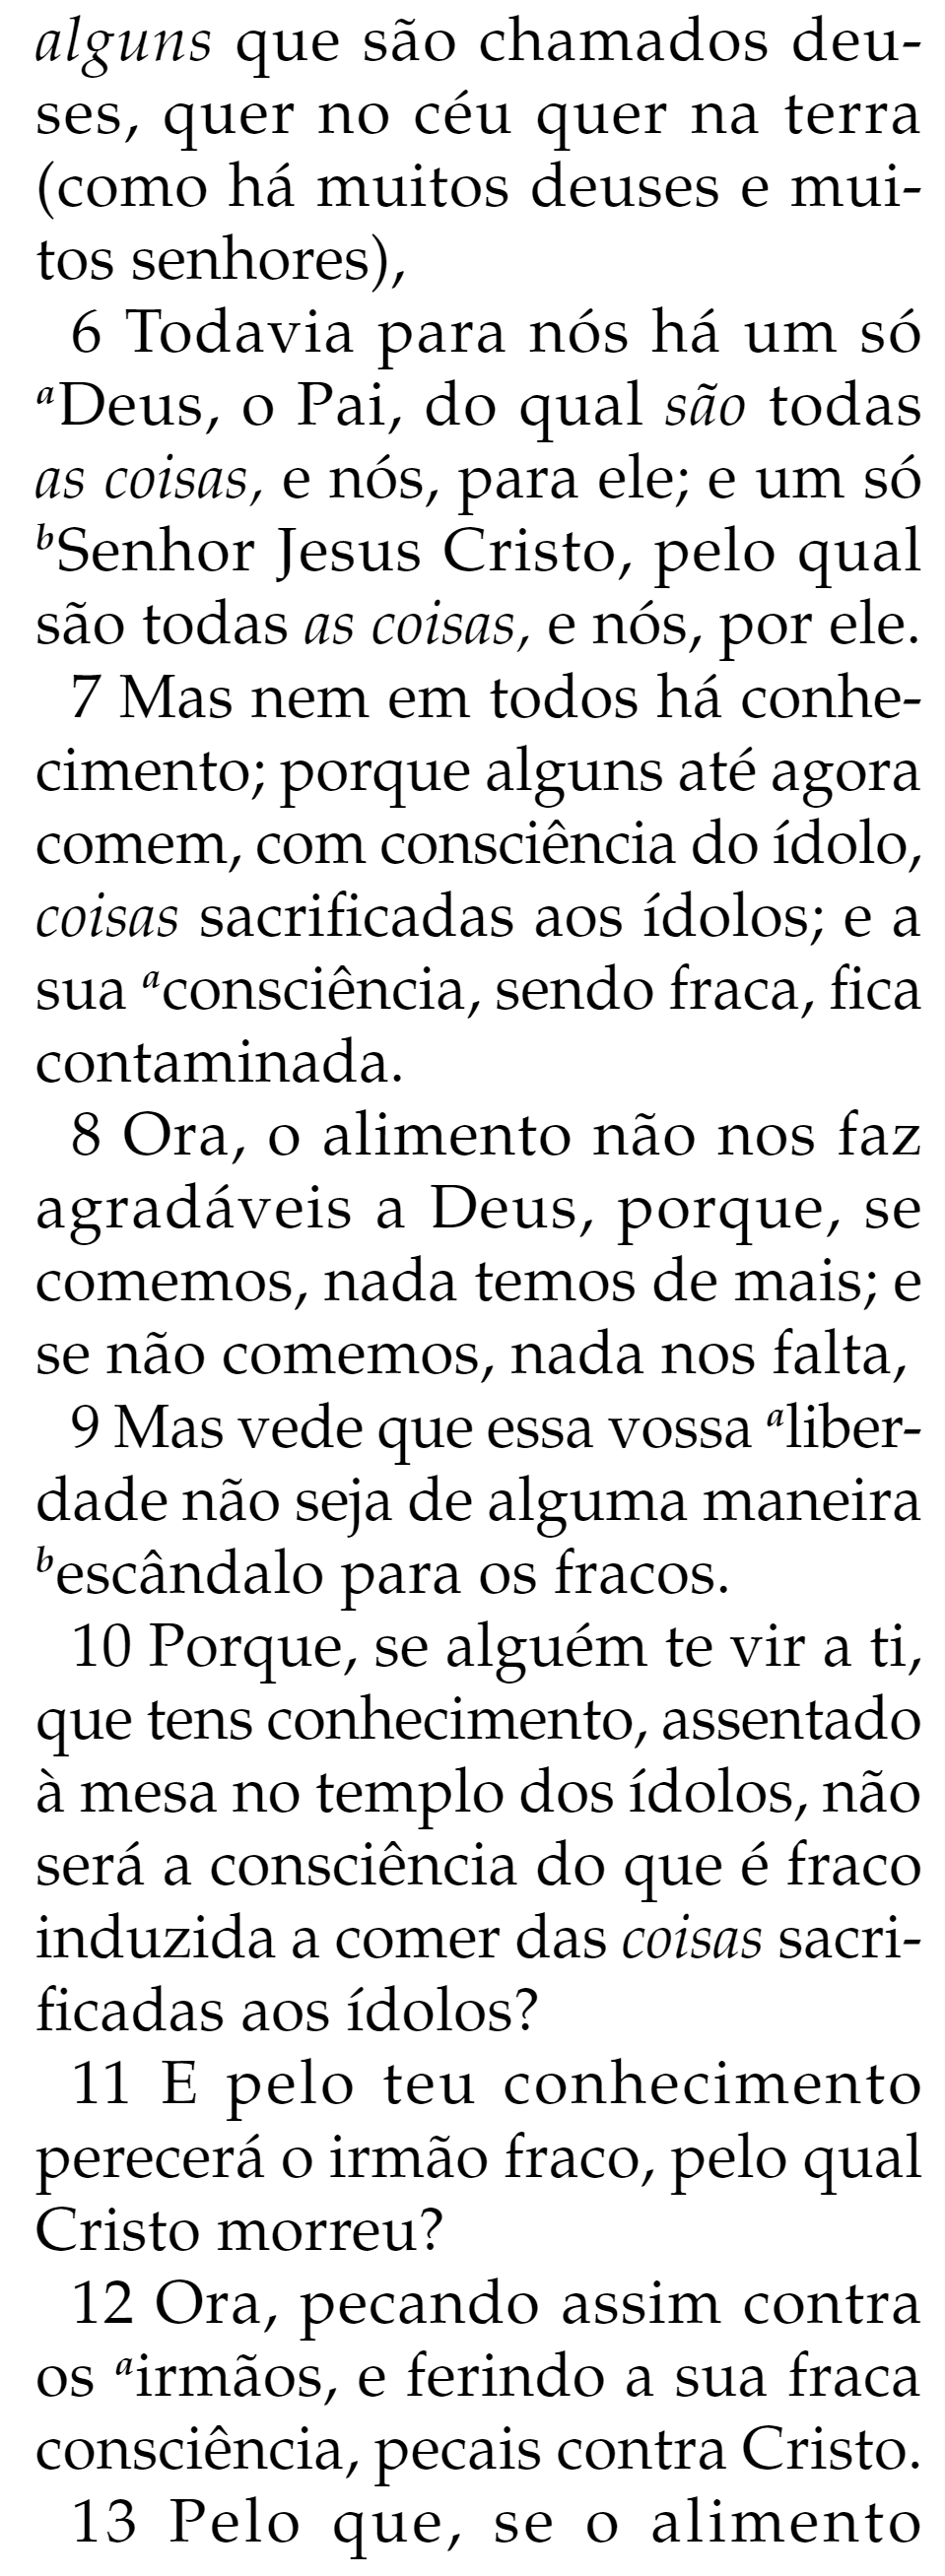 alguns que são chamados deu-
ses, quer no céu quer na terra
(como há muitos deuses e mui-
tos senhores),
6 Todavia para nós há um só
aDeus, o Pai, do qual são todas
as coisas, e nós, para ele; e um só
bSenhor Jesus Cristo, pelo qual
são todas as coisas, e nós, por ele.
7 Mas nem em todos há conhe-
cimento; porque alguns até agora
comem, com consciência do ídolo,
coisas sacrificadas aos ídolos; e a
sua aconsciência, sendo fraca, fica
contaminada.
8 Ora, o alimento não nos faz
agradáveis a Deus, porque, se
comemos, nada temos de mais; e
se não comemos, nada nos falta,
9 Mas vede que essa vossa aliber-
dade não seja de alguma maneira
bescândalo para os fracos.
10 Porque, se alguém te vir a ti,
que tens conhecimento, assentado
à mesa no templo dos ídolos, não
será a consciência do que é fraco
induzida a comer das coisas sacri-
ficadas aos ídolos?
11 E pelo teu conhecimento
perecerá o irmão fraco, pelo qual
Cristo morreu?
12 Ora, pecando assim contra
os airmãos, e ferindo a sua fraca
consciência, pecais contra Cristo.
13 Pelo que, se o alimento